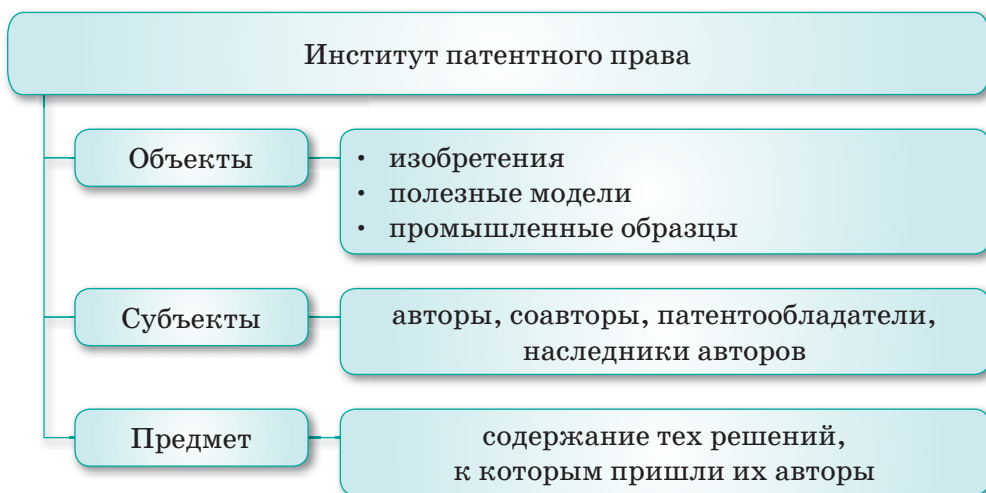 Институт патентного права
Объекты
• изобретения
• полезные модели
• промышленные образцы
Субъекты
авторы, соавторы, патентообладатели,
наследники авторов
Предмет
содержание тех решений,
к которым пришли их авторы